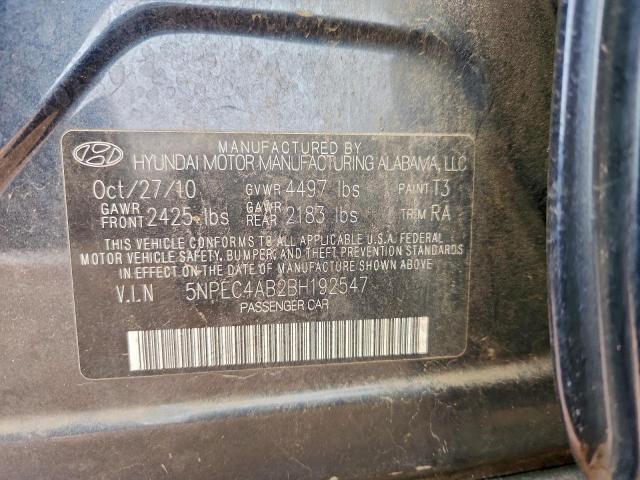 MANUFACTURED BY
HYUNDAI MOTOR MANUFACTURING ALABAMA, LLC
Oct/27/10 GVWR 4497 lbs PAINT T3
GAWR FRONT 2425 lbs GAWR REAR 2183 lbs TRIM RA
THIS VEHICLE CONFORMS TO ALL APPLICABLE U.S.A. FEDERAL
MOTOR VEHICLE SAFETY, BUMPER, AND THEFT PREVENTION STANDARDS
IN EFFECT ON THE DATE OF MANUFACTURE SHOWN ABOVE
V.I.N 5NPEC4AB2BH192547
PASSENGER CAR